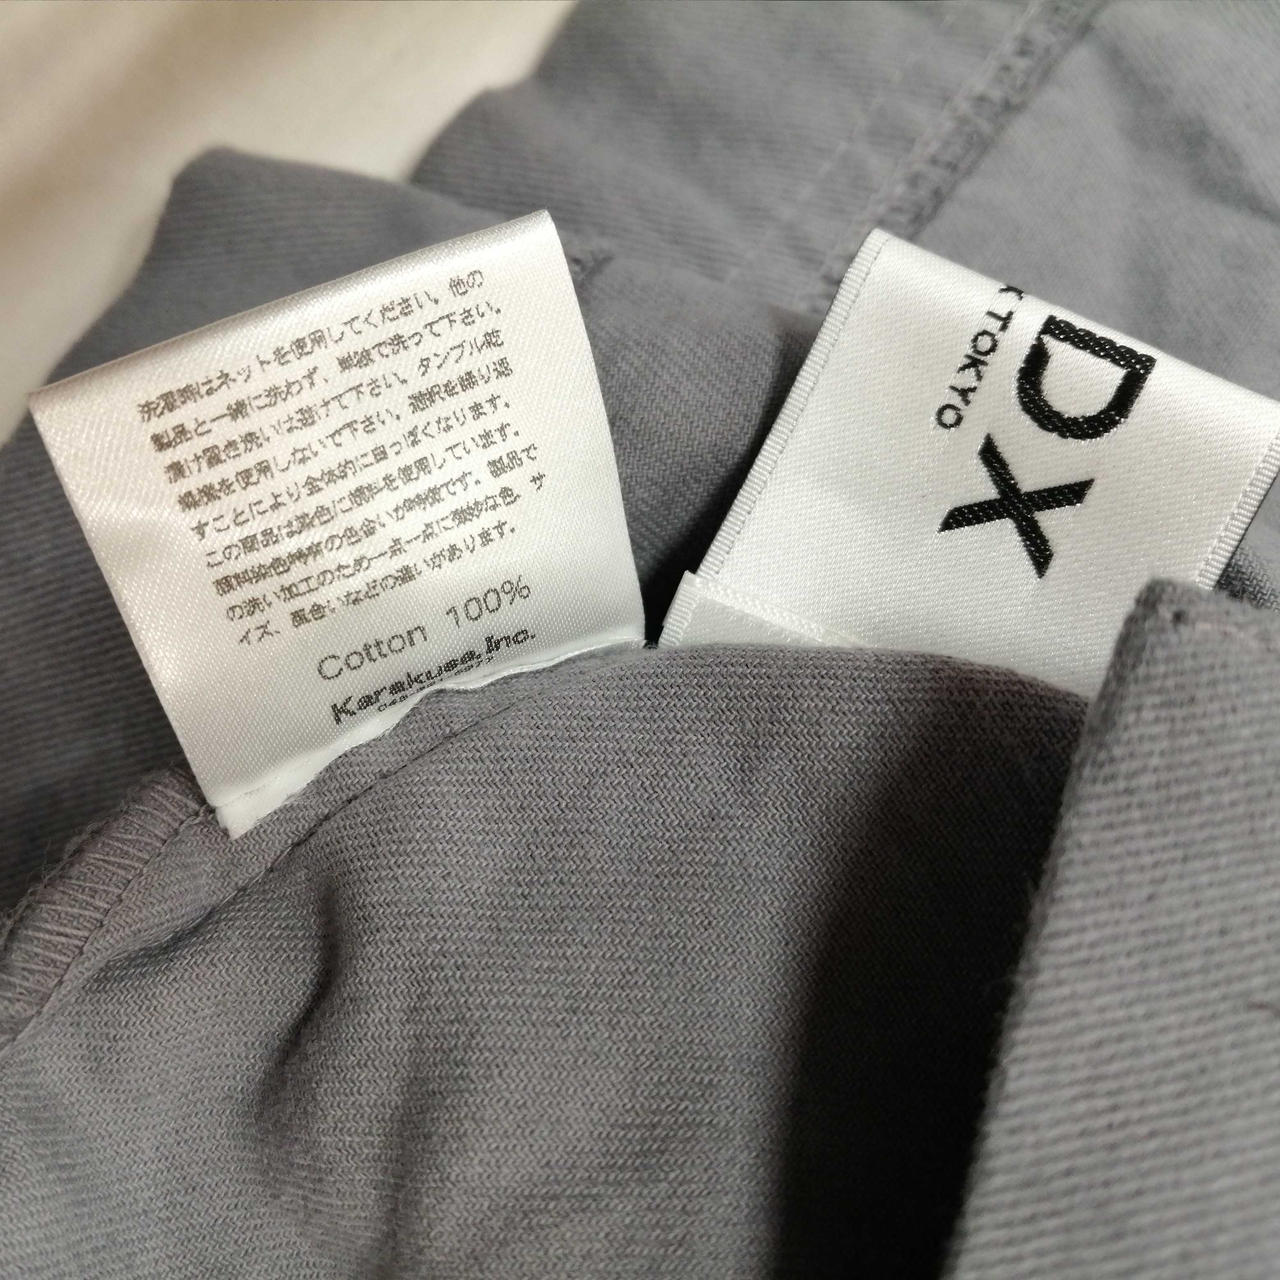 洗濯時はネットを使用してください。他の
製品と一緒に洗わず、単独で洗って下さい。
漬け置き洗いは避けて下さい。タンブル乾
燥機を使用しないで下さい。選択を繰り返
すことにより全体的に白っぽくなります。
この商品は染色に顔料を使用しています。
顔料染色特有の色合いが特徴です。製品で
の洗い加工のため一点一点に微妙な色、サ
イズ、風合いなどの違いがあります。
Cotton 100%
Karakusa,Inc.
DX
TOKYO